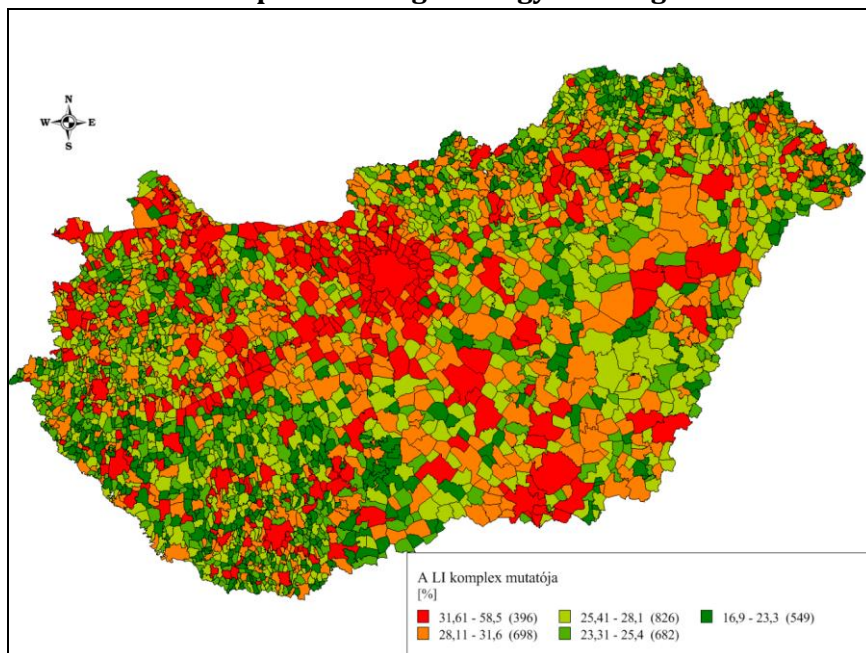 N
W E
S
A LI komplex mutatója
[%]
31,61 - 58,5 (396) 25,41 - 28,1 (826) 16,9 - 23,3 (549)
28,11 - 31,6 (698) 23,31 - 25,4 (682)